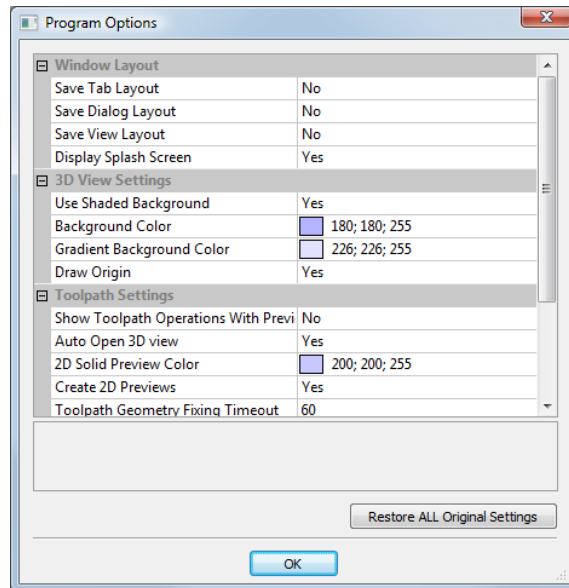 Program Options
Window Layout
Save Tab Layout No
Save Dialog Layout No
Save View Layout No
Display Splash Screen Yes
3D View Settings
Use Shaded Background Yes
Background Color 180; 180; 255
Gradient Background Color 226; 226; 255
Draw Origin Yes
Toolpath Settings
Show Toolpath Operations With Previ No
Auto Open 3D view Yes
2D Solid Preview Color 200; 200; 255
Create 2D Previews Yes
Toolpath Geometry Fixing Timeout 60
Restore ALL Original Settings
OK